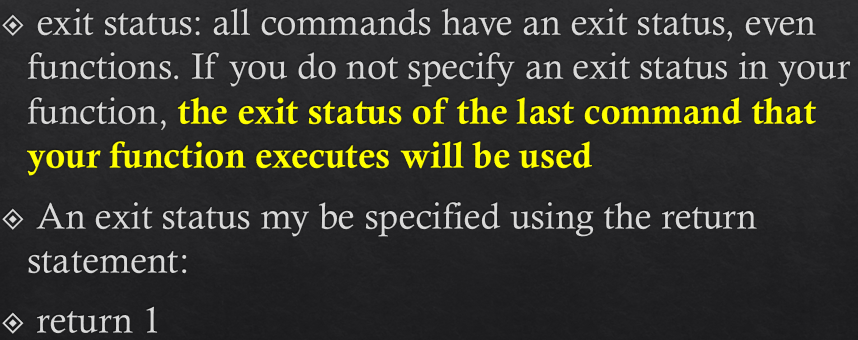 exit status: all commands have an exit status, even
functions. If you do not specify an exit status in your
function, the exit status of the last command that
your function executes will be used
An exit status my be specified using the return
statement:
return 1